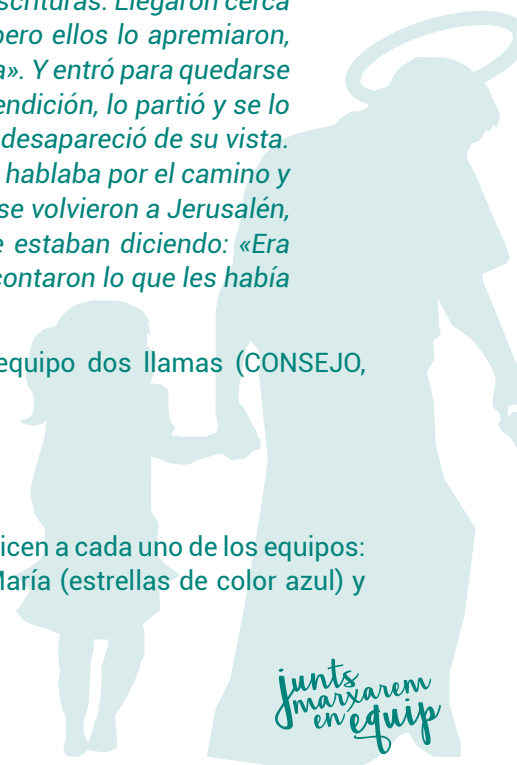 scrituras. Llegaron cerca
pero ellos lo apremiaron,
a». Y entró para quedarse
endición, lo partió y se lo
desapareció de su vista.
hablaba por el camino y
se volvieron a Jerusalén,
e estaban diciendo: «Era
contaron lo que les había
equipo dos llamas (CONSEJO,
icen a cada uno de los equipos:
María (estrellas de color azul) y
junts
marxarem
en equip